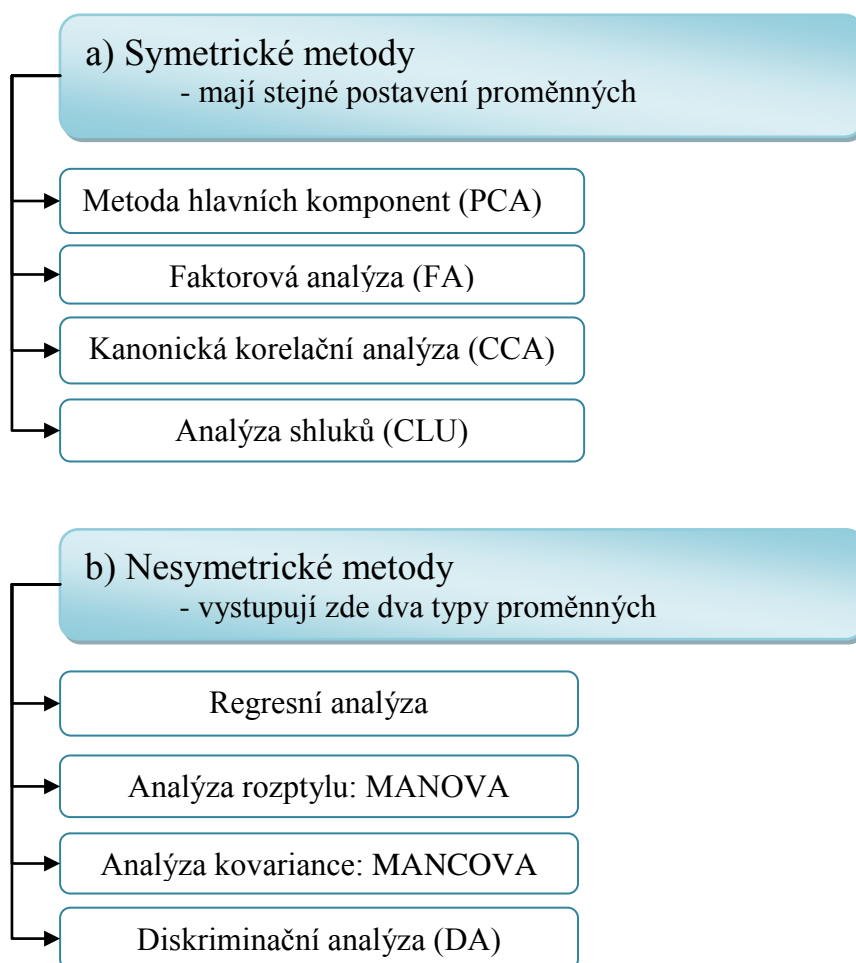 a) Symetrické metody
- mají stejné postavení proměnných
Metoda hlavních komponent (PCA)
Faktorová analýza (FA)
Kanonická korelační analýza (CCA)
Analýza shluků (CLU)
b) Nesymetrické metody
- vystupují zde dva typy proměnných
Regresní analýza
Analýza rozptylu: MANOVA
Analýza kovariance: MANCOVA
Diskriminační analýza (DA)